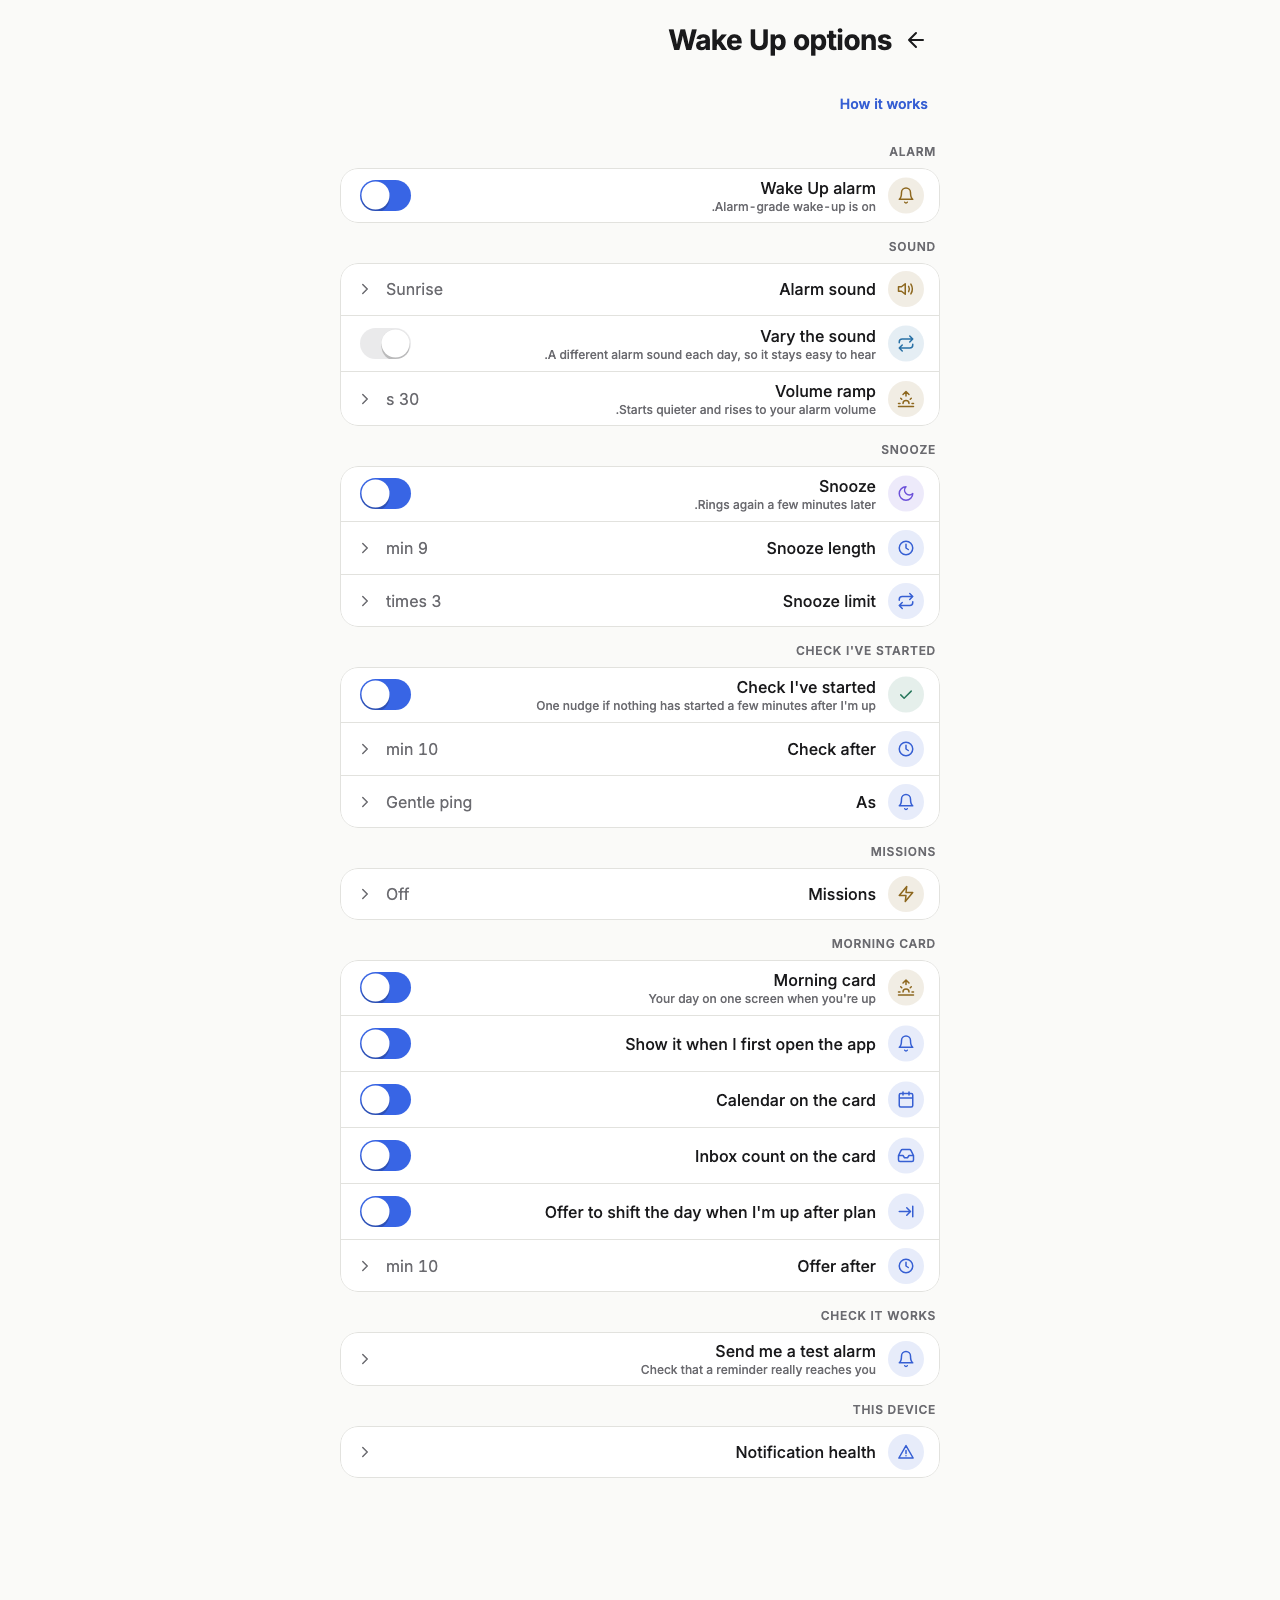 Wake Up options
How it works
ALARM
Wake Up alarm
.Alarm-grade wake-up is on
SOUND
Alarm sound
Sunrise
Vary the sound
.A different alarm sound each day, so it stays easy to hear
Volume ramp
s 30
.Starts quieter and rises to your alarm volume
SNOOZE
Snooze
.Rings again a few minutes later
Snooze length
min 9
Snooze limit
times 3
CHECK I'VE STARTED
Check I've started
One nudge if nothing has started a few minutes after I'm up
Check after
min 10
As
Gentle ping
MISSIONS
Missions
Off
MORNING CARD
Morning card
Your day on one screen when you're up
Show it when I first open the app
Calendar on the card
Inbox count on the card
Offer to shift the day when I'm up after plan
Offer after
min 10
CHECK IT WORKS
Send me a test alarm
Check that a reminder really reaches you
THIS DEVICE
Notification health